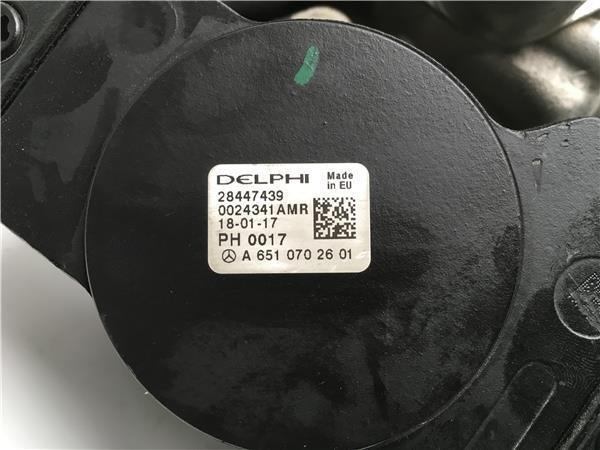 DELPHI Made in EU
28447439
0024341AMR
18-01-17
PH 0017
A 651 070 26 01